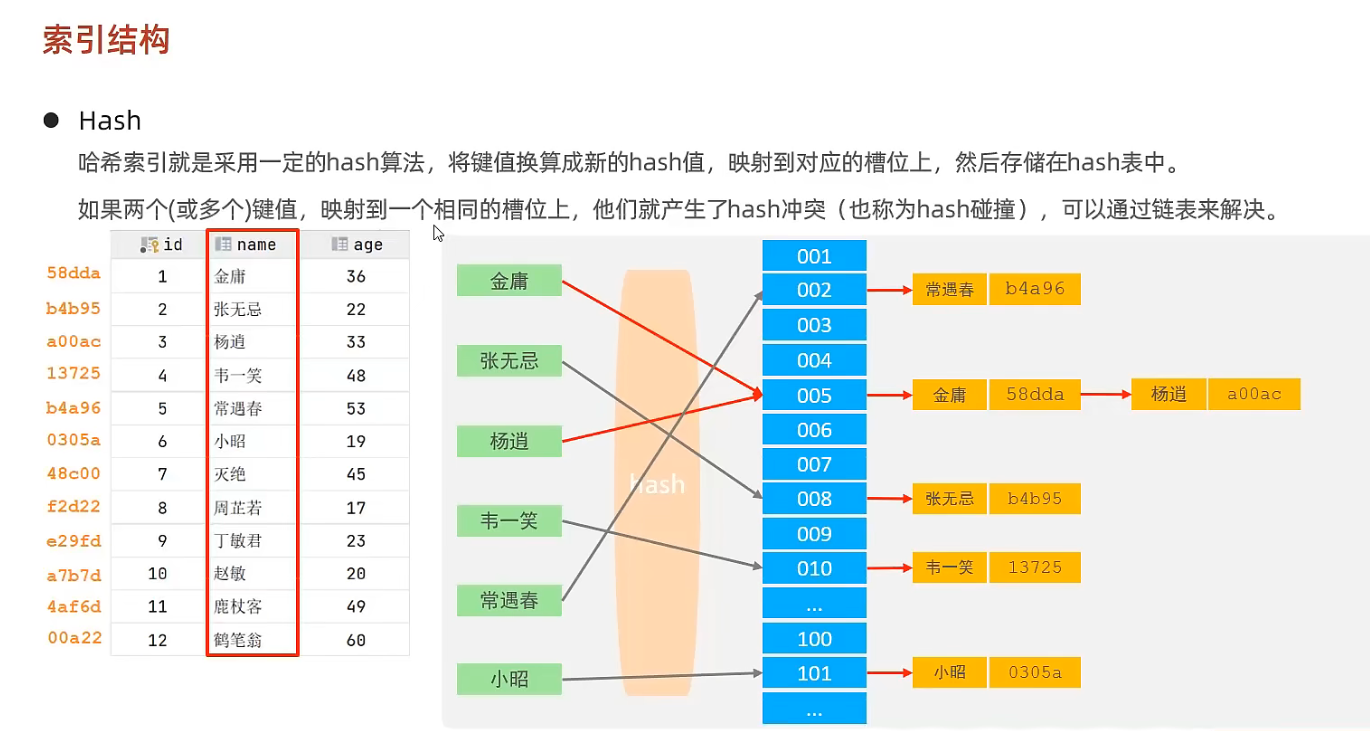 索引结构
● Hash
哈希索引就是采用一定的hash算法，将键值换算成新的hash值，映射到对应的槽位上，然后存储在hash表中。
如果两个(或多个)键值，映射到一个相同的槽位上，他们就产生了hash冲突（也称为hash碰撞），可以通过链表来解决。
id name age
58dda 1 金庸 36
b4b95 2 张无忌 22
a00ac 3 杨逍 33
13725 4 韦一笑 48
b4a96 5 常遇春 53
0305a 6 小昭 19
48c00 7 灭绝 45
f2d22 8 周芷若 17
e29fd 9 丁敏君 23
a7b7d 10 赵敏 20
4af6d 11 鹿杖客 49
00a22 12 鹤笔翁 60
金庸
张无忌
杨逍
韦一笑
常遇春
小昭
hash
001
002 常遇春 b4a96
003
004
005 金庸 58dda 杨逍 a00ac
006
007
008 张无忌 b4b95
009
010 韦一笑 13725
...
100
101 小昭 0305a
...